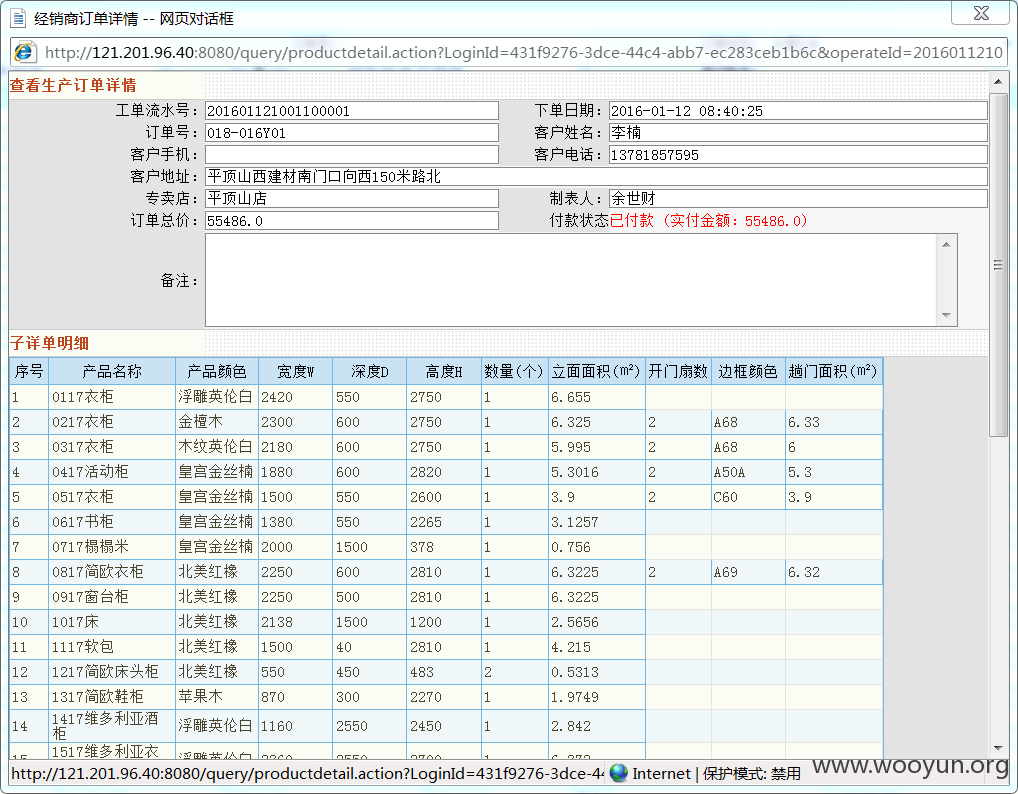 经销商订单详情 -- 网页对话框
http://121.201.96.40:8080/query/productdetail.action?LoginId=431f9276-3dce-44c4-abb7-ec283ceb1b6c&operateId=2016011210
查看生产订单详情
工单流水号： 201601121001100001 下单日期： 2016-01-12 08:40:25
订单号： 018-016Y01 客户姓名： 李楠
客户手机： 客户电话： 13781857595
客户地址： 平顶山西建材南门口向西150米路北
专卖店： 平顶山店 制表人： 余世财
订单总价： 55486.0 付款状态已付款（实付金额：55486.0）
备注：
子详单明细
序号 产品名称 产品颜色 宽度W 深度D 高度H 数量(个) 立面面积(m²) 开门扇数 边框颜色 趟门面积(m²)
1 0117衣柜 浮雕英伦白 2420 550 2750 1 6.655
2 0217衣柜 金檀木 2300 600 2750 1 6.325 2 A68 6.33
3 0317衣柜 木纹英伦白 2180 600 2750 1 5.995 2 A68 6
4 0417活动柜 皇宫金丝楠 1880 600 2820 1 5.3016 2 A50A 5.3
5 0517衣柜 皇宫金丝楠 1500 550 2600 1 3.9 2 C60 3.9
6 0617书柜 皇宫金丝楠 1380 550 2265 1 3.1257
7 0717榻榻米 皇宫金丝楠 2000 1500 378 1 0.756
8 0817简欧衣柜 北美红橡 2250 600 2810 1 6.3225 2 A69 6.32
9 0917窗台柜 北美红橡 2250 500 2810 1 6.3225
10 1017床 北美红橡 2138 1500 1200 1 2.5656
11 1117软包 北美红橡 1500 40 2810 1 4.215
12 1217简欧床头柜 北美红橡 550 450 483 2 0.5313
13 1317简欧鞋柜 苹果木 870 300 2270 1 1.9749
14 1417维多利亚酒柜 浮雕英伦白 1160 2550 2450 1 2.842
15 1517维多利亚衣 浮雕英伦白
http://121.201.96.40:8080/query/productdetail.action?LoginId=431f9276-3dce-44 Internet | 保护模式: 禁用
www.wooyun.org